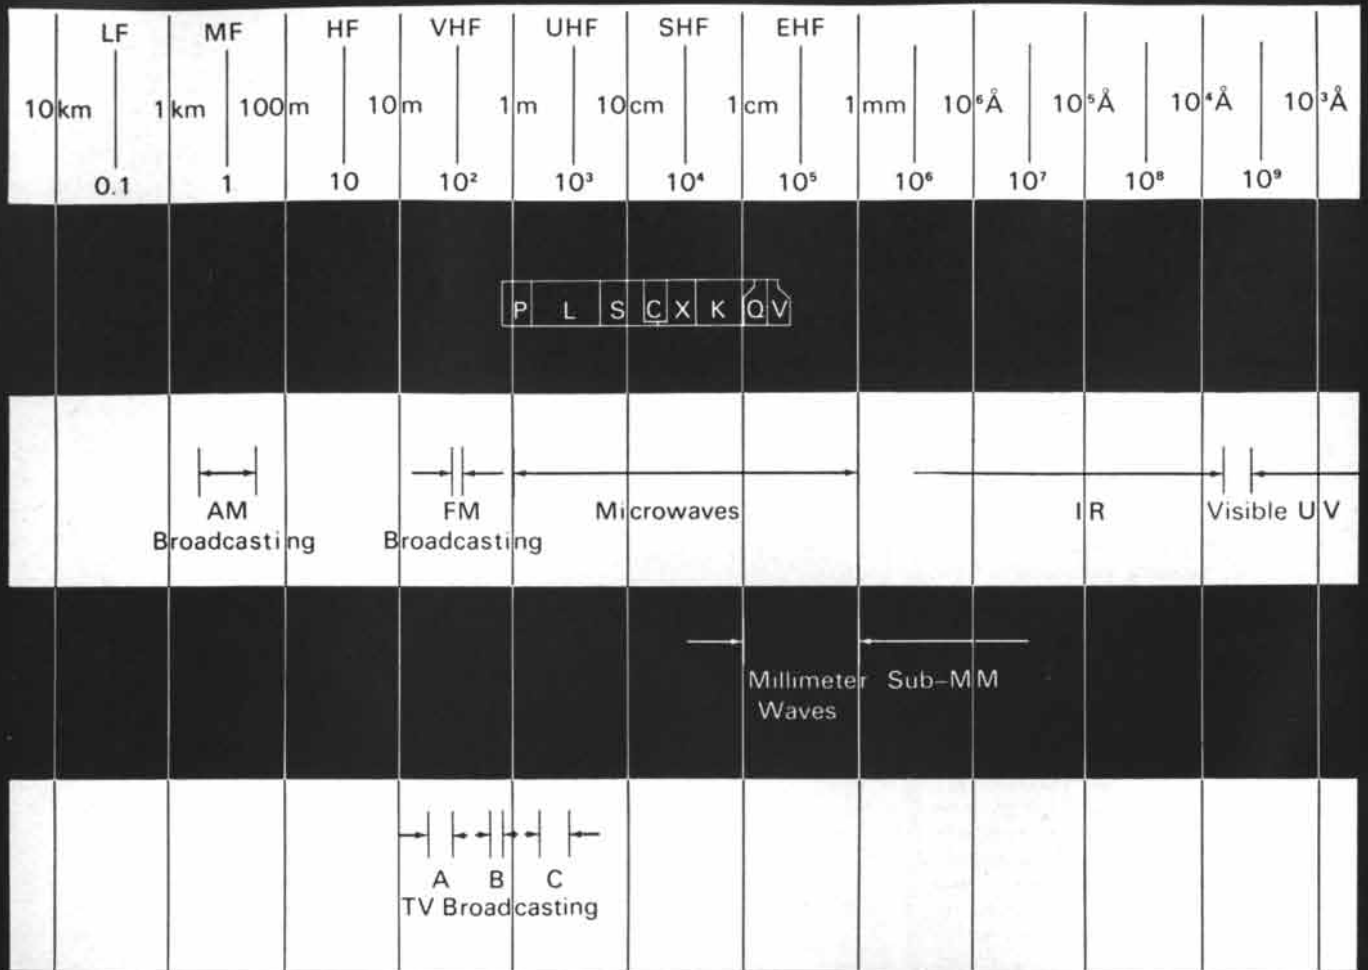 LF MF HF VHF UHF SHF EHF
10km 1km 100m 10m 1m 10cm 1cm 1mm 10⁶Å 10⁵Å 10⁴Å 10³Å
0.1 1 10 10² 10³ 10⁴ 10⁵ 10⁶ 10⁷ 10⁸ 10⁹
P L S C X K Q V
AM FM Microwaves IR Visible UV
Broadcasting Broadcasting
Millimeter Sub-MM
Waves
A B C
TV Broadcasting